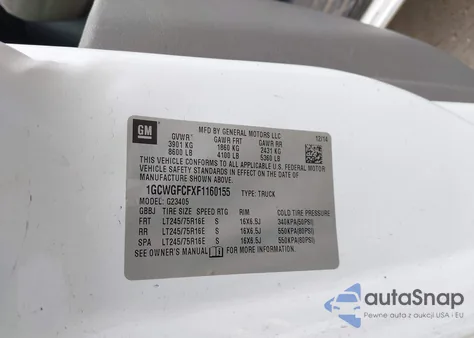 GM
MFD BY GENERAL MOTORS LLC
12/14
GVWR GAWR FRT GAWR RR
3901 KG 1860 KG 2431 KG
8600 LB 4100 LB 5360 LB
THIS VEHICLE CONFORMS TO ALL APPLICABLE U.S. FEDERAL MOTOR
VEHICLE SAFETY STANDARDS IN EFFECT ON THE DATE OF
MANUFACTURE SHOWN ABOVE.
1GCWGFCFXF1160155 TYPE: TRUCK
MODEL: G23405
GBBJ TIRE SIZE SPEED RTG RIM COLD TIRE PRESSURE
FRT LT245/75R16E S 16X6.5J 340KPA(50PSI)
RR LT245/75R16E S 16X6.5J 550KPA(80PSI)
SPA LT245/75R16E S 16X6.5J 550KPA(80PSI)
SEE OWNER'S MANUAL FOR MORE INFORMATION.
autoSnap
Pewne auta z aukcji USA i EU